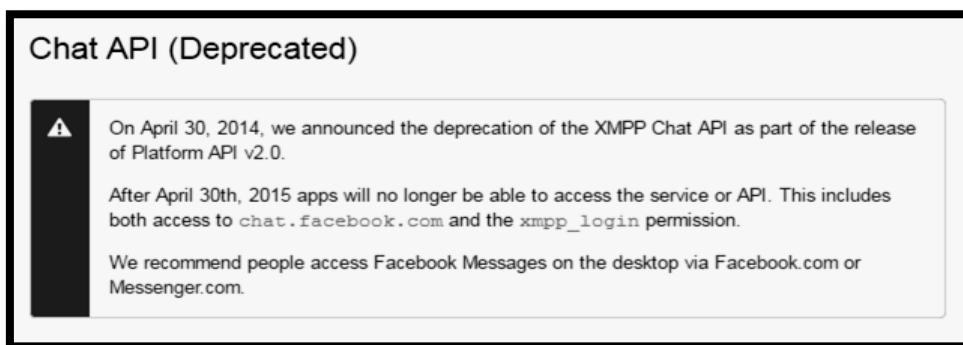 Chat API (Deprecated)
On April 30, 2014, we announced the deprecation of the XMPP Chat API as part of the release
of Platform API v2.0.
After April 30th, 2015 apps will no longer be able to access the service or API. This includes
both access to chat.facebook.com and the xmpp_login permission.
We recommend people access Facebook Messages on the desktop via Facebook.com or
Messenger.com.